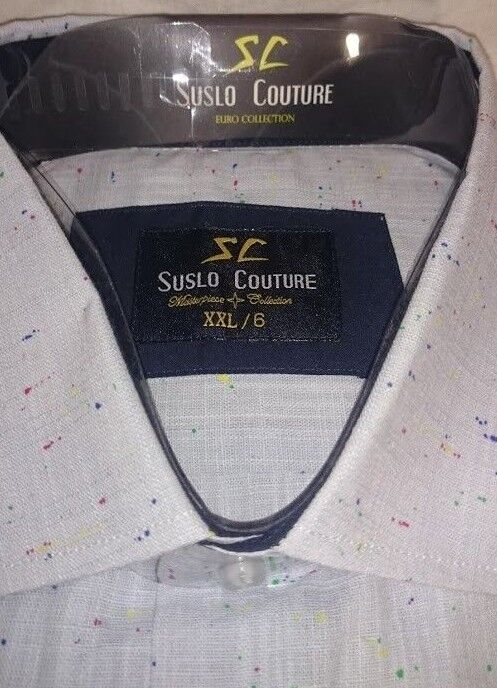 SC
SUSLO COUTURE
EURO COLLECTION
SC
SUSLO COUTURE
Masterpiece Collection
XXL/6